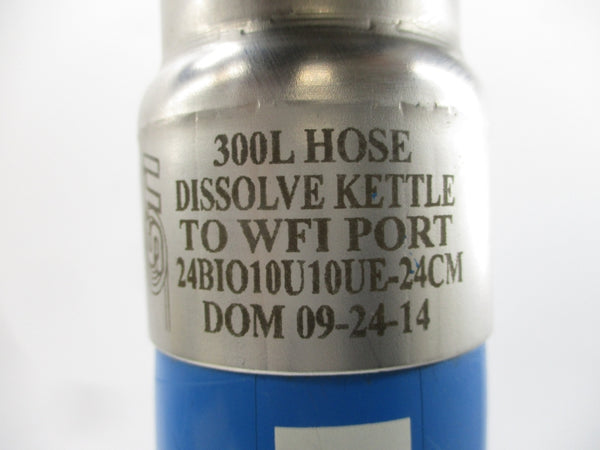 300L HOSE
DISSOLVE KETTLE
TO WFI PORT
24BIO10U10UE-24CM
DOM 09-24-14